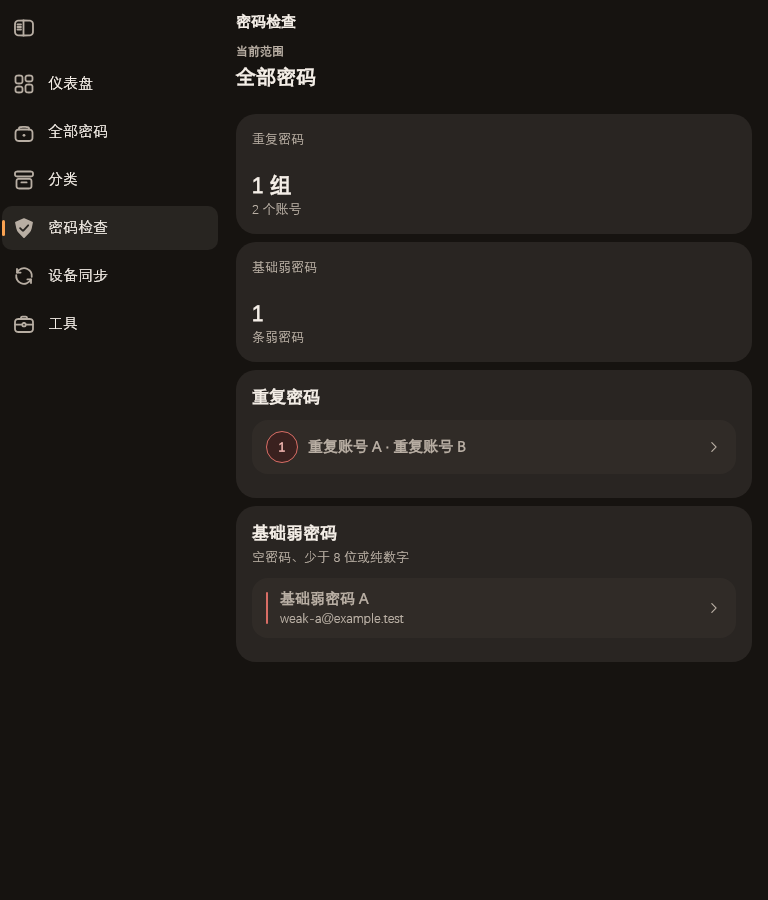 仪表盘
全部密码
分类
密码检查
设备同步
工具
密码检查
当前范围
全部密码
重复密码
1 组
2 个账号
基础弱密码
1
条弱密码
重复密码
1 重复账号 A · 重复账号 B
基础弱密码
空密码、少于 8 位或纯数字
基础弱密码 A
weak-a@example.test